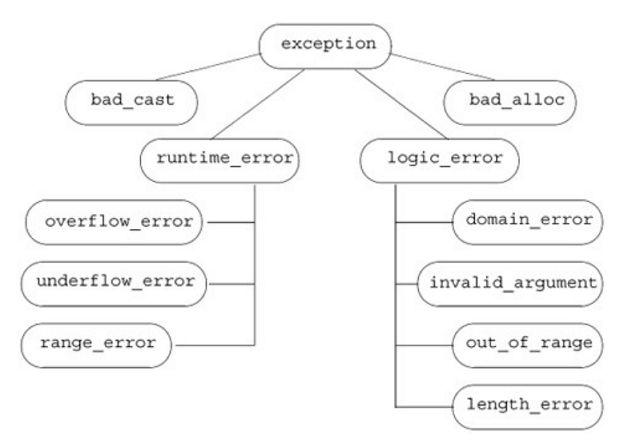 exception
bad_cast
bad_alloc
runtime_error
logic_error
overflow_error
domain_error
underflow_error
invalid_argument
range_error
out_of_range
length_error